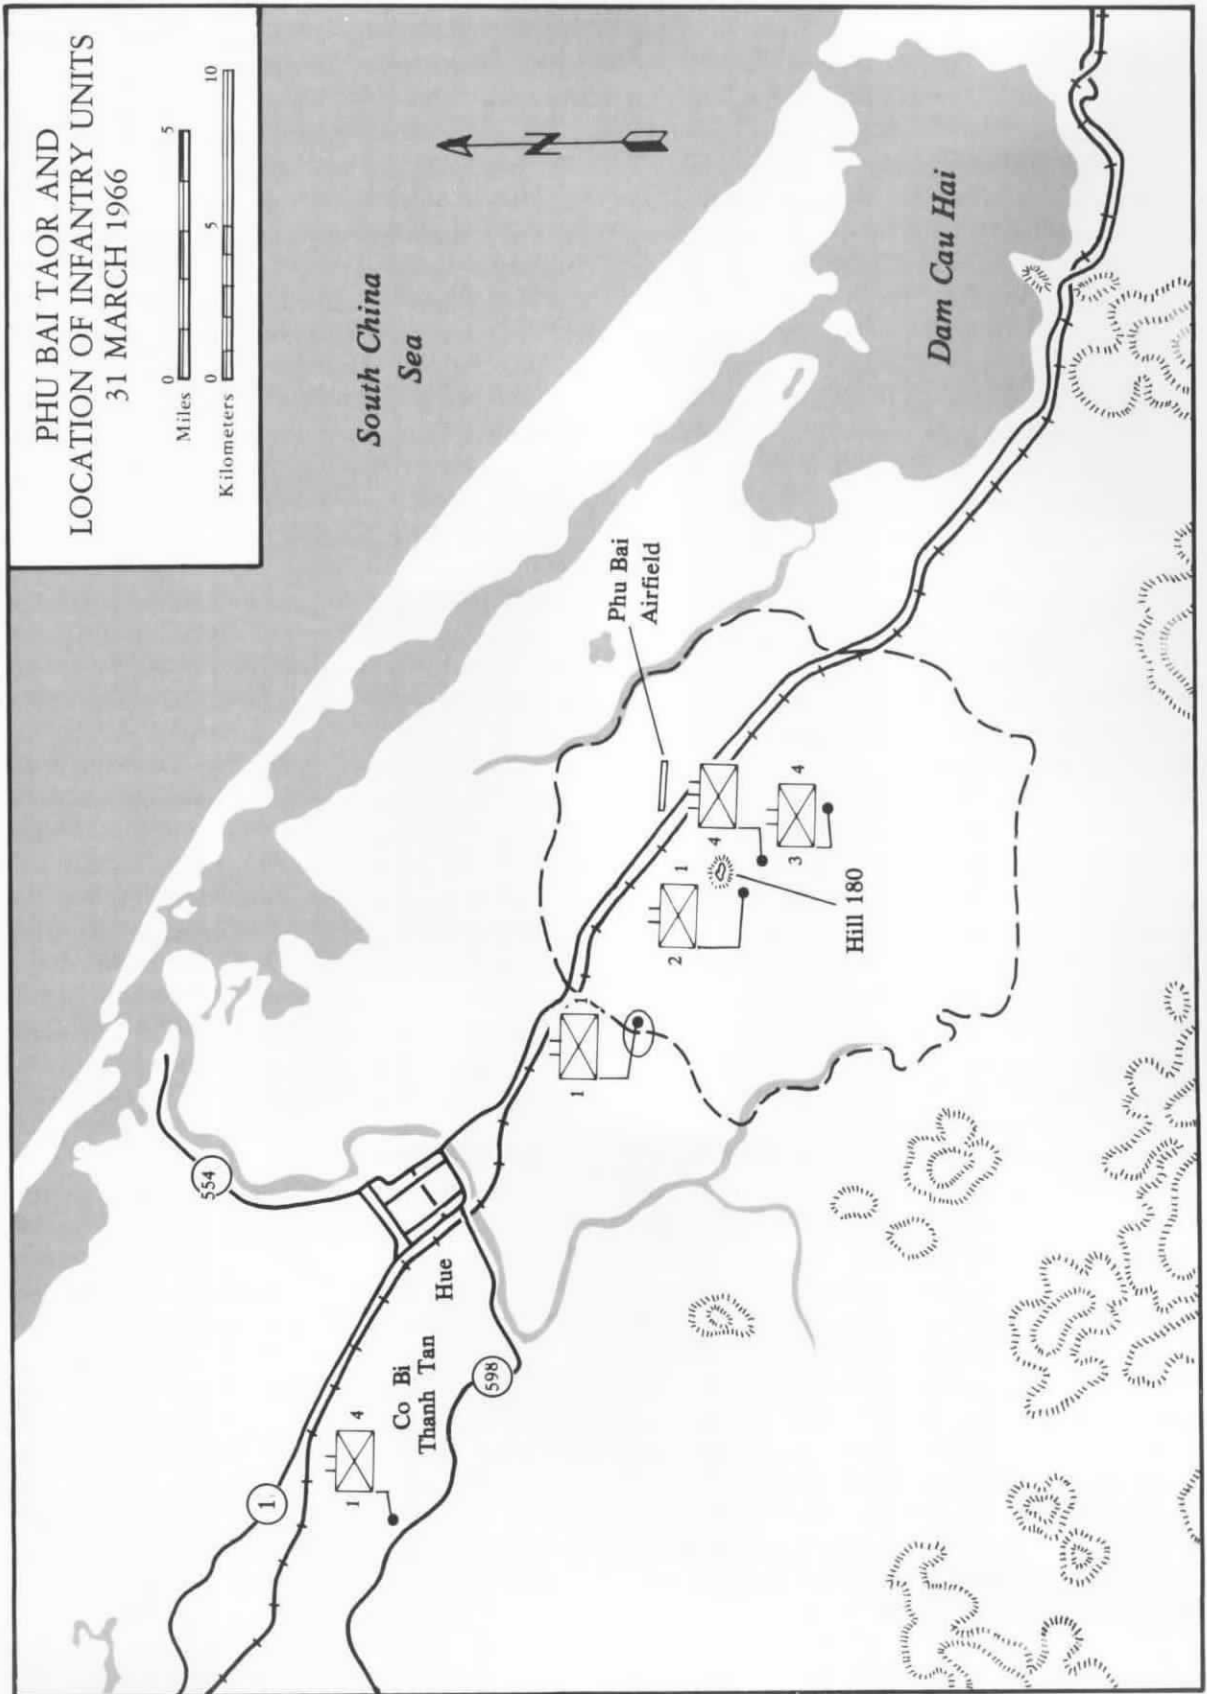 PHU BAI TAOR AND
LOCATION OF INFANTRY UNITS
31 MARCH 1966
0 5
Miles
0 5 10
Kilometers
N
South China
Sea
Dam Cau Hai
554
1
Hue
Co Bi
Thanh Tan
598
1 4
1 1
2 1
4
3 4
Phu Bai
Airfield
Hill 180